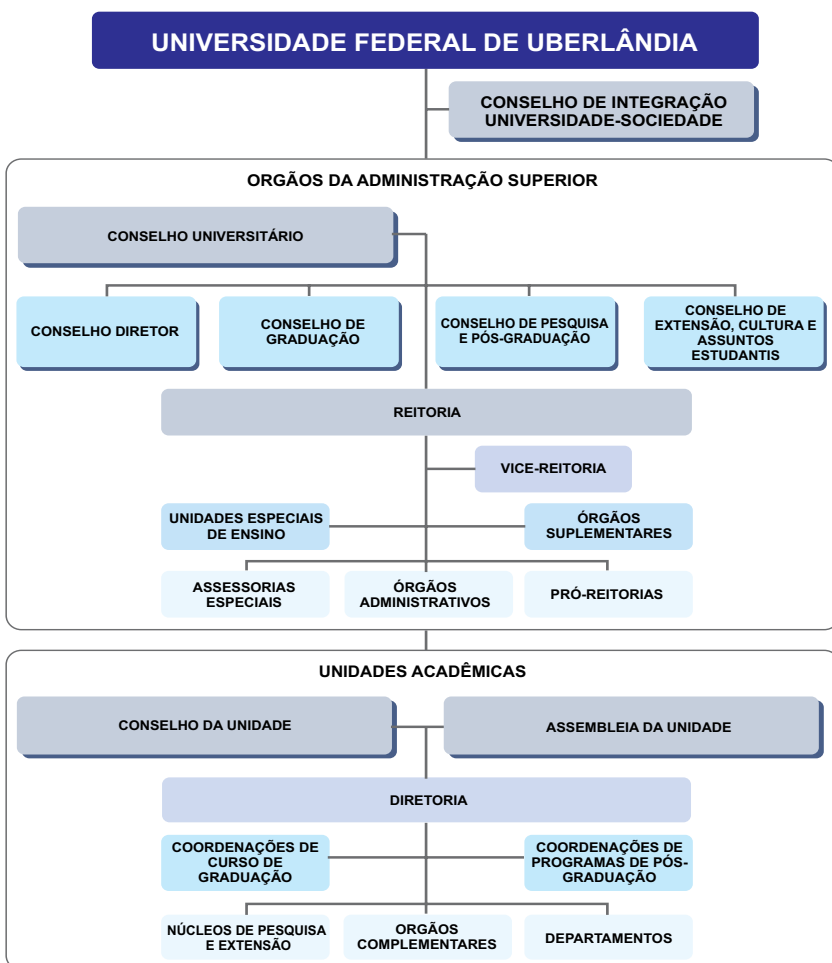 UNIVERSIDADE FEDERAL DE UBERLÂNDIA
CONSELHO DE INTEGRAÇÃO
UNIVERSIDADE-SOCIEDADE
ORGÃOS DA ADMINISTRAÇÃO SUPERIOR
CONSELHO UNIVERSITÁRIO
CONSELHO DIRETOR
CONSELHO DE
GRADUAÇÃO
CONSELHO DE PESQUISA
E PÓS-GRADUAÇÃO
CONSELHO DE
EXTENSÃO, CULTURA E
ASSUNTOS
ESTUDANTIS
REITORIA
VICE-REITORIA
UNIDADES ESPECIAIS
DE ENSINO
ÓRGÃOS
SUPLEMENTARES
ASSESSORIAS
ESPECIAIS
ÓRGÃOS
ADMINISTRATIVOS
PRÓ-REITORIAS
UNIDADES ACADÊMICAS
CONSELHO DA UNIDADE
ASSEMBLEIA DA UNIDADE
DIRETORIA
COORDENAÇÕES DE
CURSO DE
GRADUAÇÃO
COORDENAÇÕES DE
PROGRAMAS DE PÓS-
GRADUAÇÃO
NÚCLEOS DE PESQUISA
E EXTENSÃO
ORGÃOS
COMPLEMENTARES
DEPARTAMENTOS